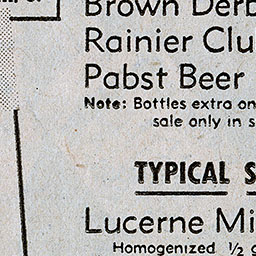 Brown Derb
Rainier Clu
Pabst Beer
Note: Bottles extra on
sale only in s
TYPICAL S
Lucerne Mi
Homogenized ½ g